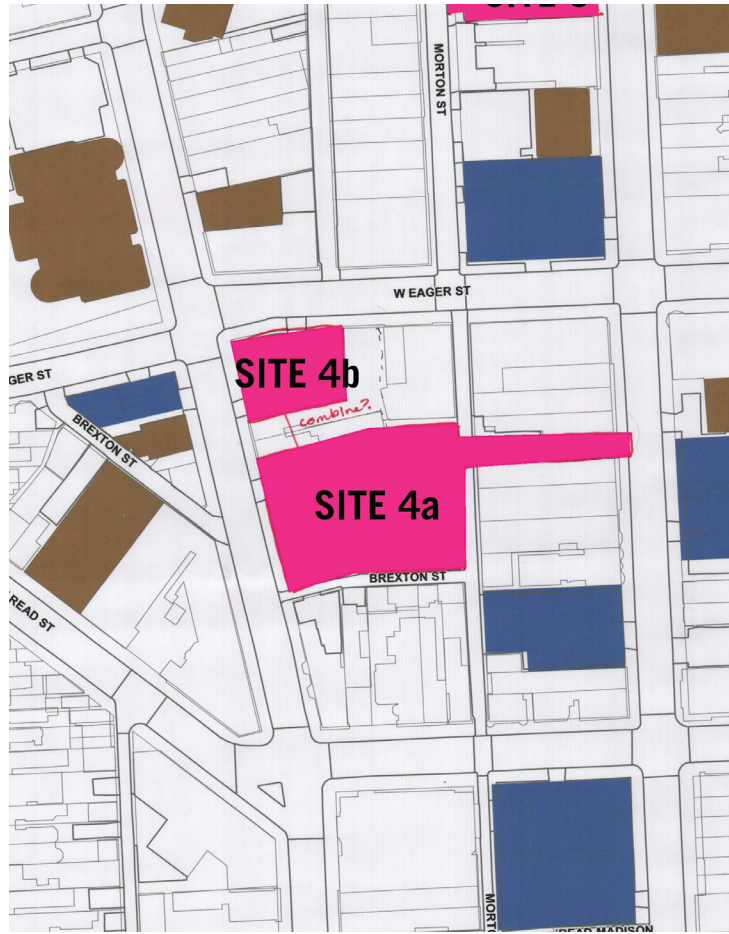 MORTON ST
W EAGER ST
GER ST
SITE 4b
combine?
BREXTON ST
SITE 4a
BREXTON ST
READ ST
MORTO
READ MADISON